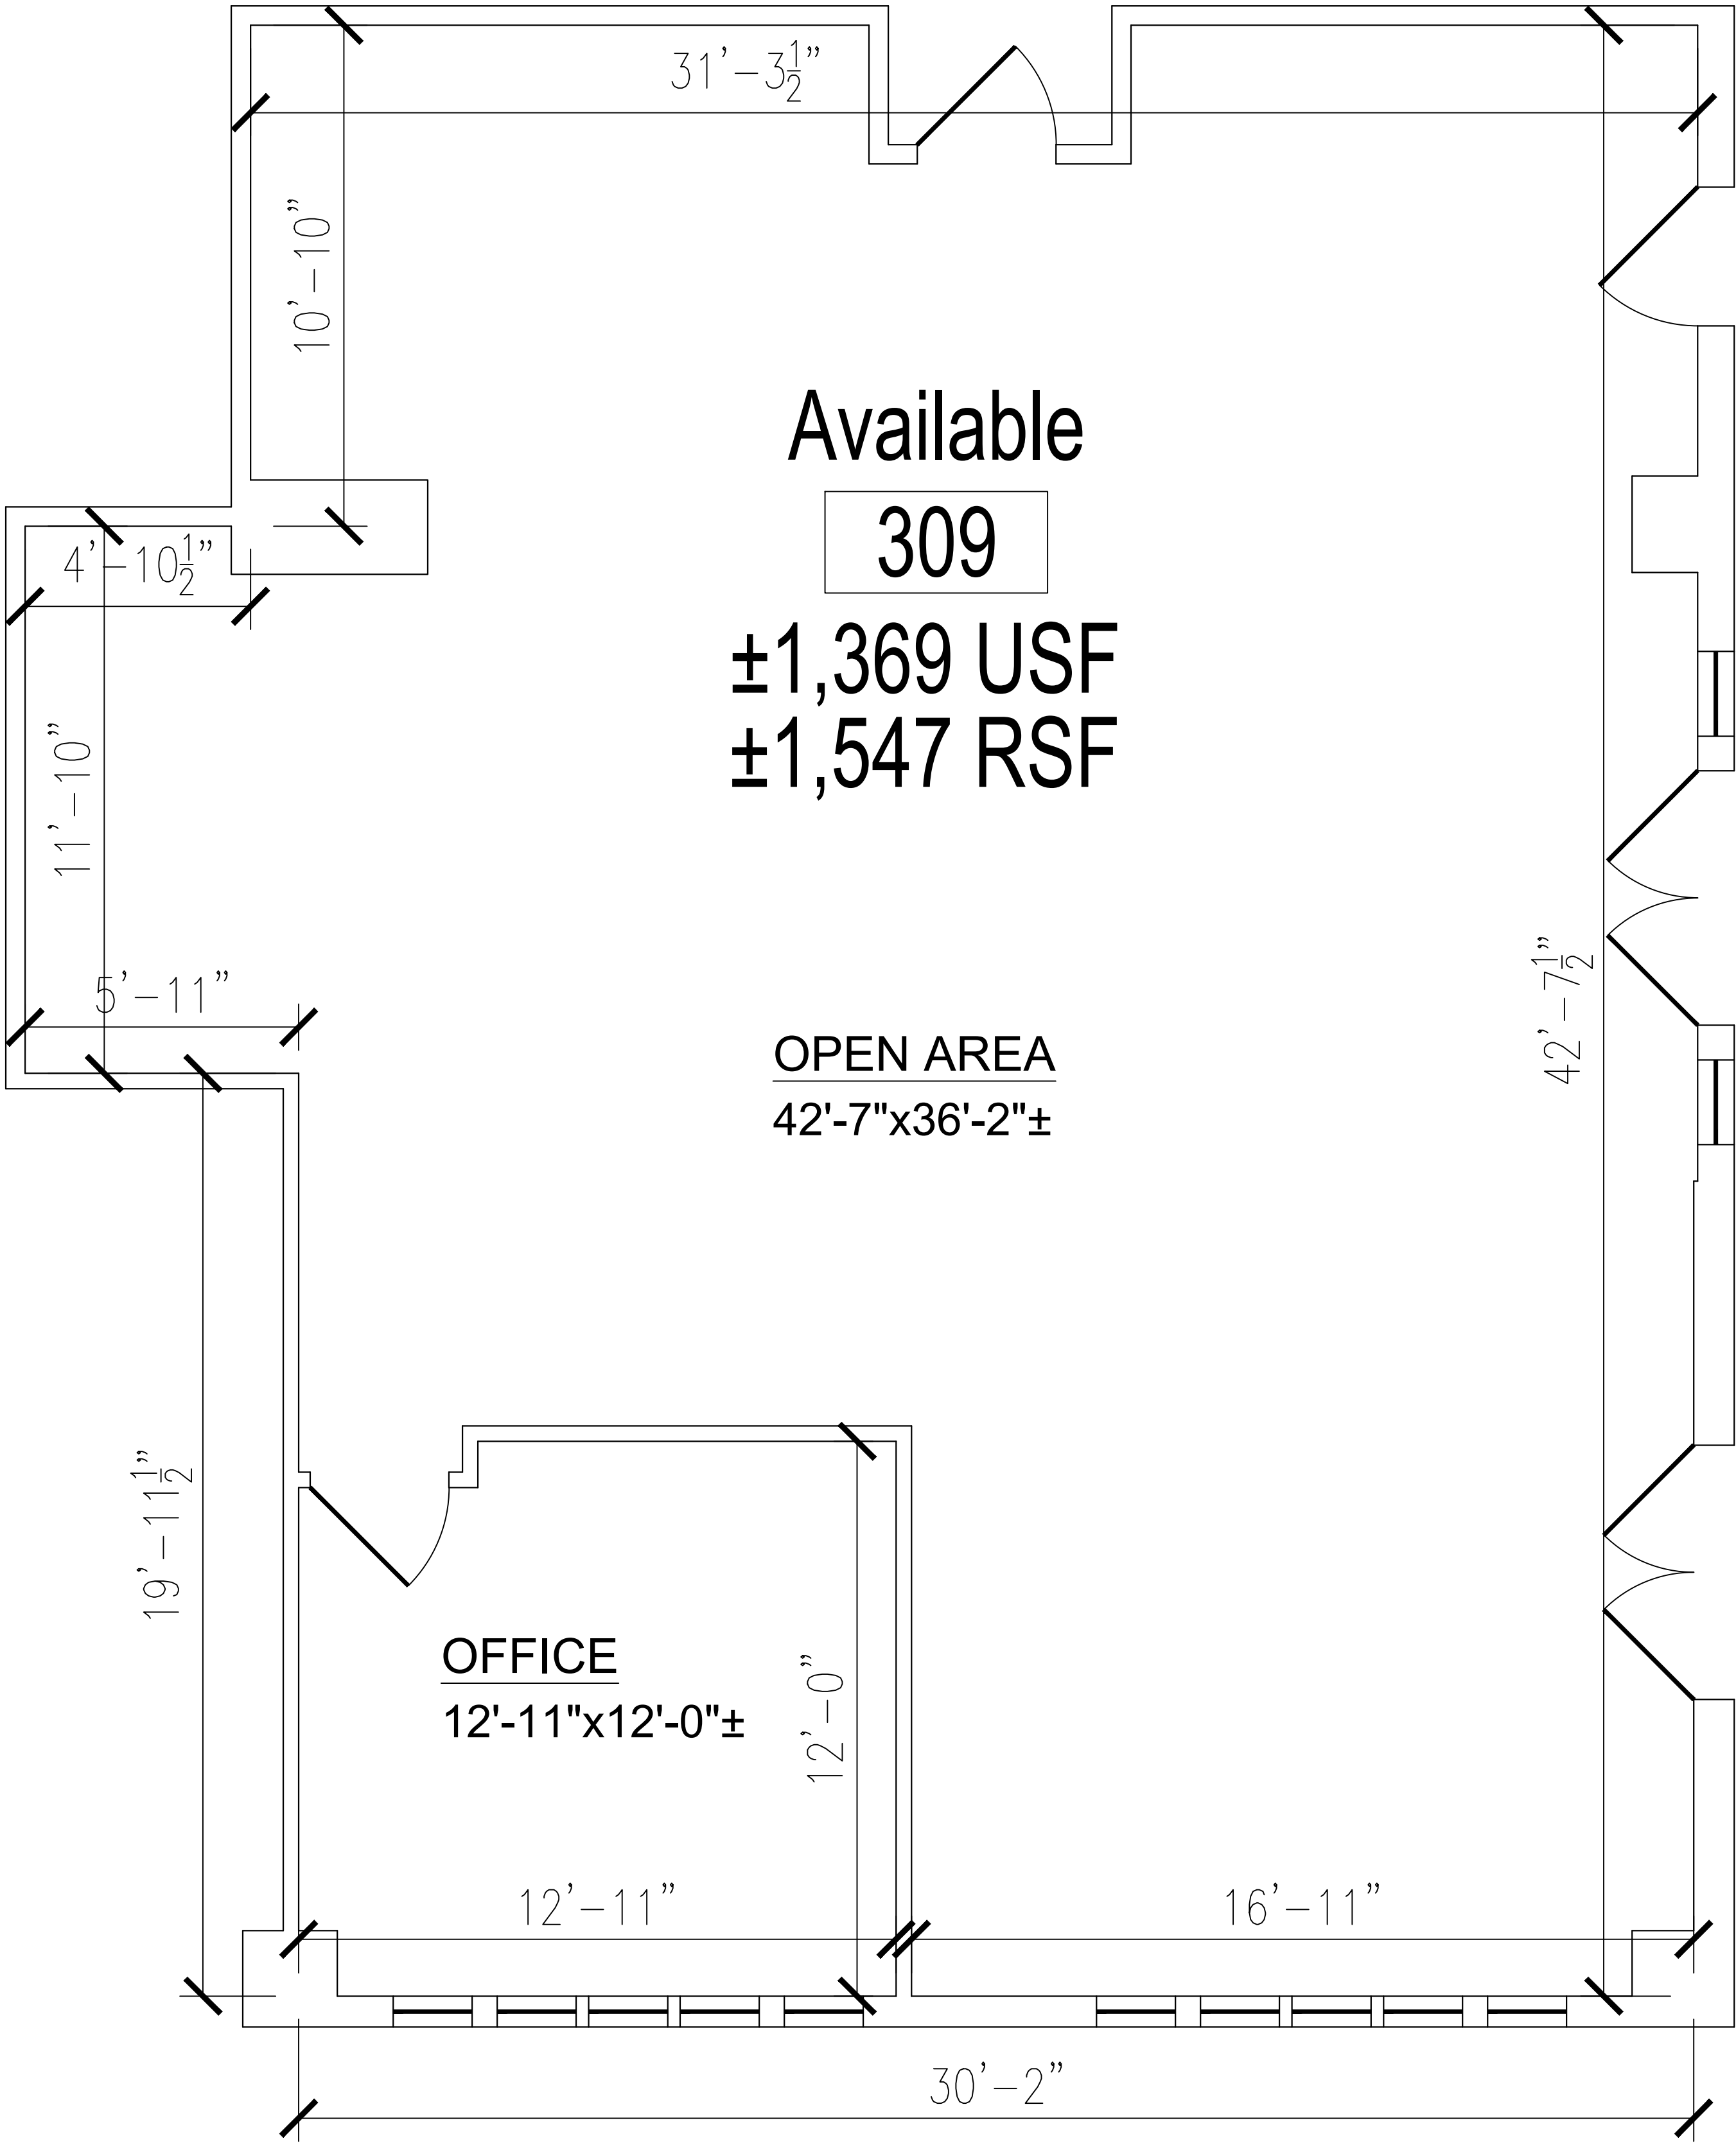 31'-3½"
10'-10"
Available
309
4'-10½"
±1,369 USF
±1,547 RSF
11'-10"
5'-11"
42'-7½"
OPEN AREA
42'-7"x36'-2"±
19'-11½"
OFFICE
12'-11"x12'-0"±
12'-0"
12'-11"
16'-11"
30'-2"